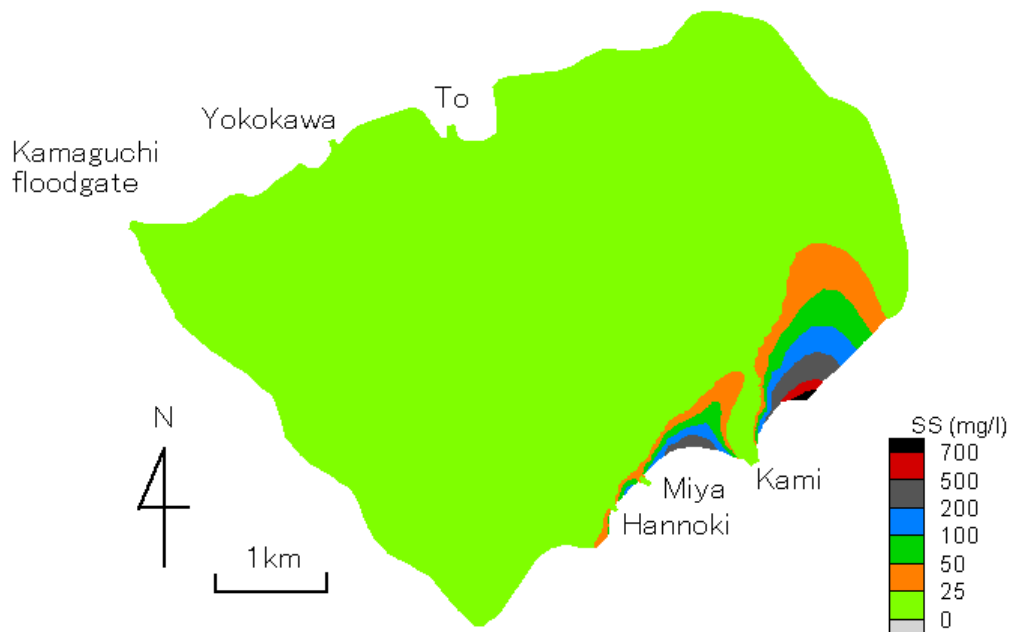 To
Yokokawa
Kamaguchi
floodgate
N
1km
Miya
Kami
Hannoki
SS (mg/l)
700
500
200
100
50
25
0